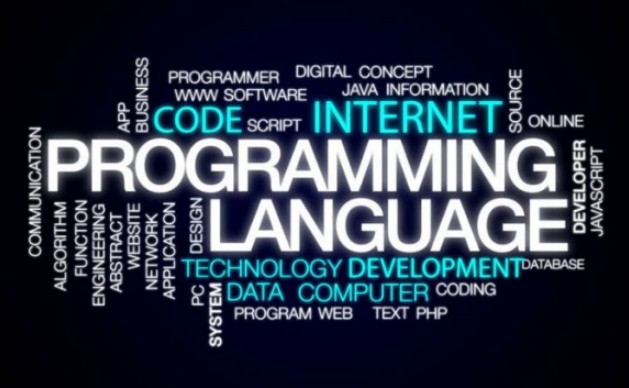 DIGITAL CONCEPT
PROGRAMMER
JAVA INFORMATION
WWW SOFTWARE
APP
BUSINESS
CODE
SCRIPT
INTERNET
SOURCE
ONLINE
PROGRAMMING
LANGUAGE
COMMUNICATION
ALGORITHM
FUNCTION
ENGINEERING
ABSTRACT
WEBSITE
NETWORK
APPLICATION
DESIGN
DEVELOPER
JAVASCRIPT
TECHNOLOGY
DEVELOPMENT
DATABASE
PC
SYSTEM
DATA
COMPUTER
CODING
PROGRAM WEB
TEXT PHP